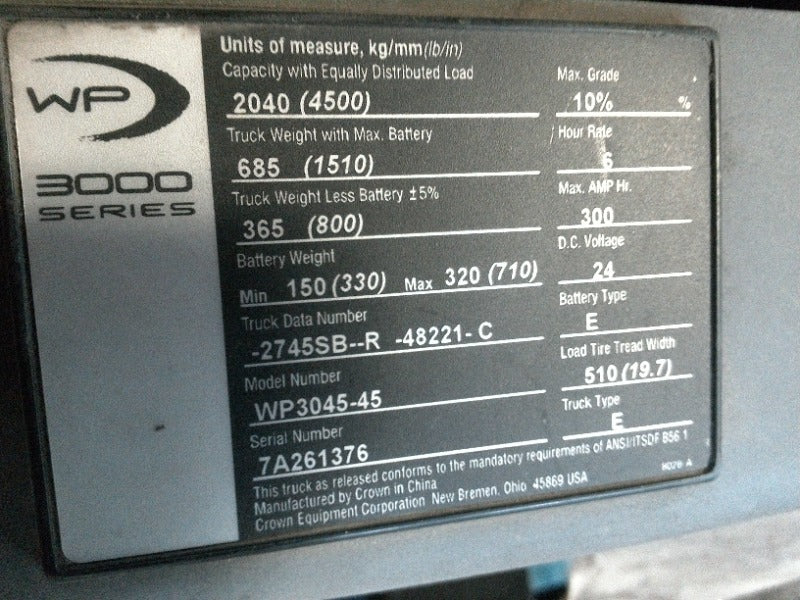 WP
3000
SERIES
Units of measure, kg/mm(lb/in)
Capacity with Equally Distributed Load
2040 (4500)
Max. Grade
10% %
Truck Weight with Max. Battery
685 (1510)
Hour Rate
6
Truck Weight Less Battery ±5%
365 (800)
Max. AMP Hr.
300
Battery Weight
Min 150 (330) Max 320 (710)
D.C. Voltage
24
Truck Data Number
-2745SB--R -48221- C
Battery Type
E
Model Number
WP3045-45
Load Tire Tread Width
510 (19.7)
Serial Number
7A261376
Truck Type
E
This truck as released conforms to the mandatory requirements of ANSI/ITSDF B56 1
Manufactured by Crown in China
Crown Equipment Corporation New Bremen, Ohio 45869 USA